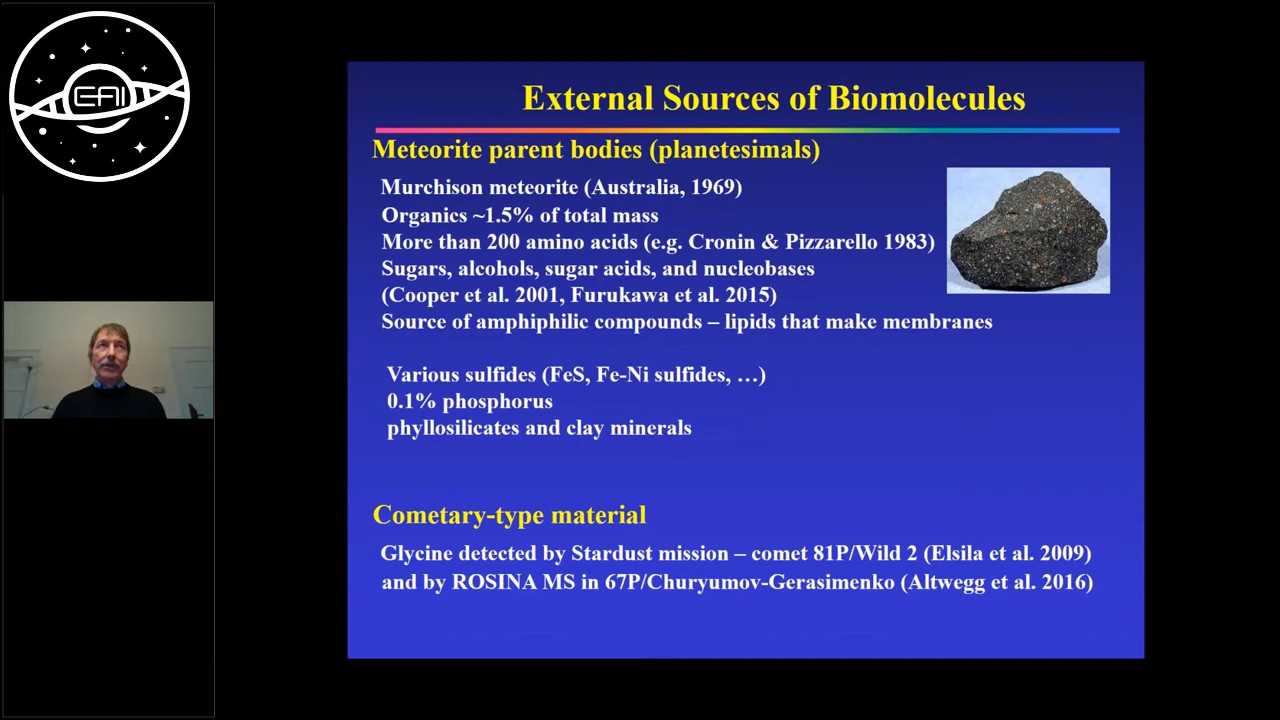 EAI
External Sources of Biomolecules
Meteorite parent bodies (planetesimals)
Murchison meteorite (Australia, 1969)
Organics ~1.5% of total mass
More than 200 amino acids (e.g. Cronin & Pizzarello 1983)
Sugars, alcohols, sugar acids, and nucleobases
(Cooper et al. 2001, Furukawa et al. 2015)
Source of amphiphilic compounds – lipids that make membranes
Various sulfides (FeS, Fe-Ni sulfides, …)
0.1% phosphorus
phyllosilicates and clay minerals
Cometary-type material
Glycine detected by Stardust mission – comet 81P/Wild 2 (Elsila et al. 2009)
and by ROSINA MS in 67P/Churyumov-Gerasimenko (Altwegg et al. 2016)